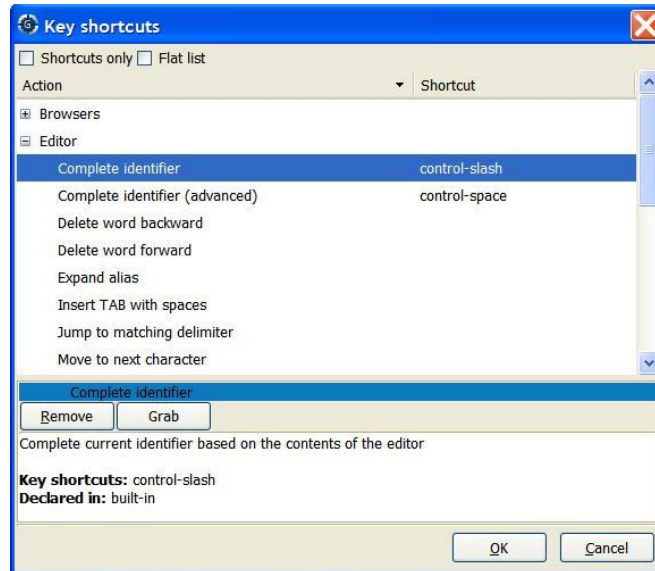 Key shortcuts
Shortcuts only Flat list
Action Shortcut
Browsers
Editor
Complete identifier control-slash
Complete identifier (advanced) control-space
Delete word backward
Delete word forward
Expand alias
Insert TAB with spaces
Jump to matching delimiter
Move to next character
Complete identifier
Remove Grab
Complete current identifier based on the contents of the editor
Key shortcuts: control-slash
Declared in: built-in
OK Cancel